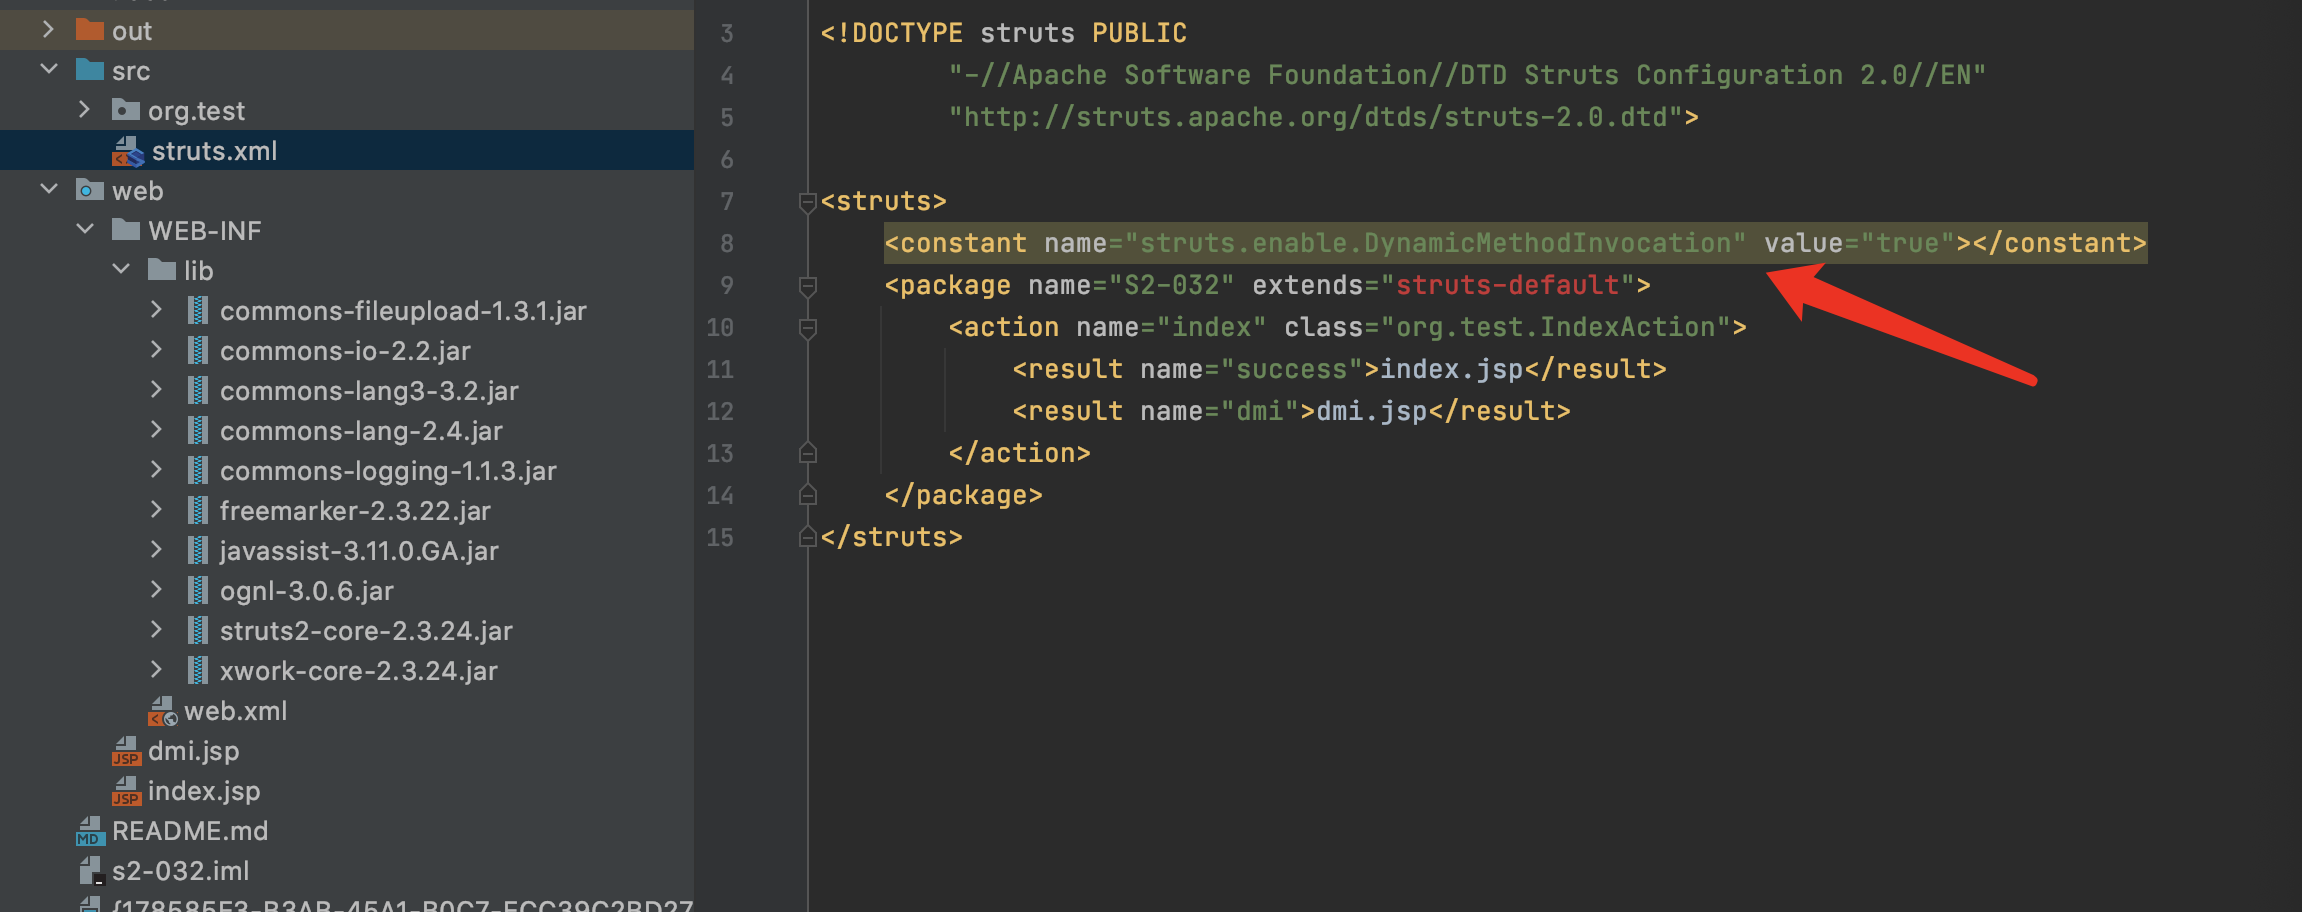 out
src
org.test
struts.xml
web
WEB-INF
lib
commons-fileupload-1.3.1.jar
commons-io-2.2.jar
commons-lang3-3.2.jar
commons-lang-2.4.jar
commons-logging-1.1.3.jar
freemarker-2.3.22.jar
javassist-3.11.0.GA.jar
ognl-3.0.6.jar
struts2-core-2.3.24.jar
xwork-core-2.3.24.jar
web.xml
JSP dmi.jsp
JSP index.jsp
MD README.md
s2-032.iml
3 <!DOCTYPE struts PUBLIC
4 "-//Apache Software Foundation//DTD Struts Configuration 2.0//EN"
5 "http://struts.apache.org/dtds/struts-2.0.dtd">
6
7 <struts>
8 <constant name="struts.enable.DynamicMethodInvocation" value="true"></constant>
9 <package name="S2-032" extends="struts-default">
10 <action name="index" class="org.test.IndexAction">
11 <result name="success">index.jsp</result>
12 <result name="dmi">dmi.jsp</result>
13 </action>
14 </package>
15 </struts>